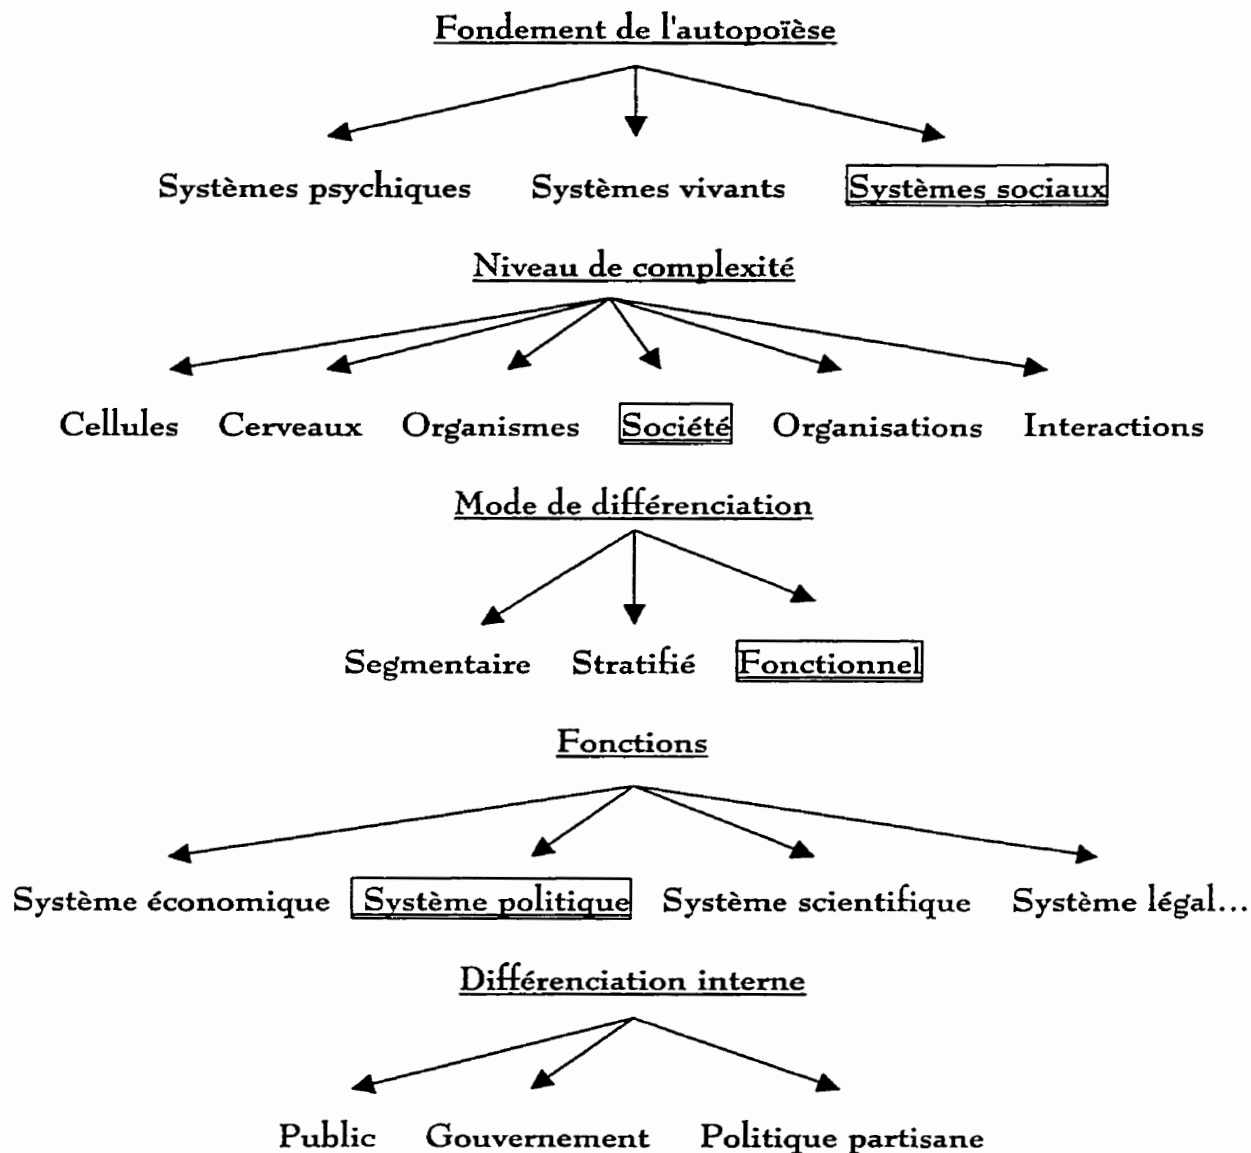 Fondement de l'autopoïèse
Systèmes psychiques Systèmes vivants Systèmes sociaux
Niveau de complexité
Cellules Cerveaux Organismes Société Organisations Interactions
Mode de différenciation
Segmentaire Stratifié Fonctionnel
Fonctions
Système économique Système politique Système scientifique Système légal...
Différenciation interne
Public Gouvernement Politique partisane